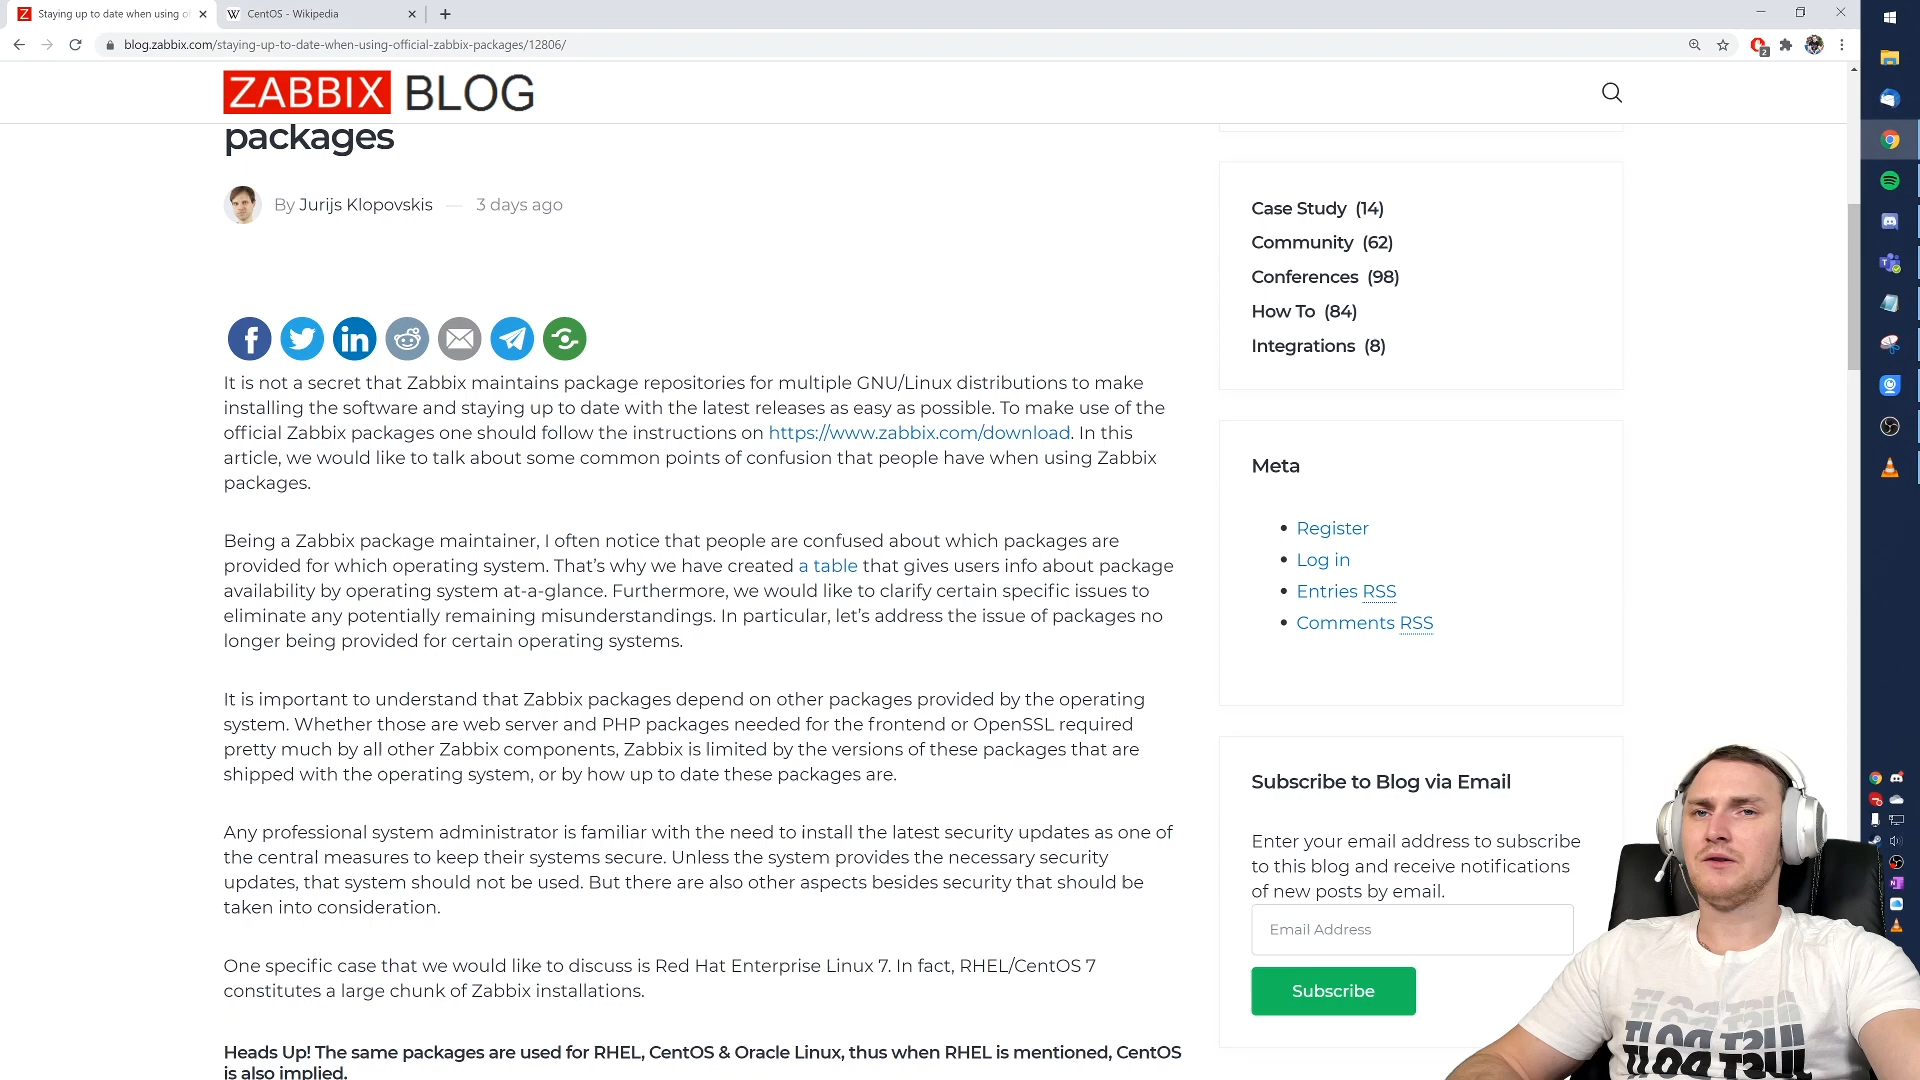 Staying up to date when using of
CentOS - Wikipedia
blog.zabbix.com/staying-up-to-date-when-using-official-zabbix-packages/12806/
2
ZABBIX BLOG
packages
By Jurijs Klopovskis — 3 days ago
It is not a secret that Zabbix maintains package repositories for multiple GNU/Linux distributions to make
installing the software and staying up to date with the latest releases as easy as possible. To make use of the
official Zabbix packages one should follow the instructions on https://www.zabbix.com/download. In this
article, we would like to talk about some common points of confusion that people have when using Zabbix
packages.
Being a Zabbix package maintainer, I often notice that people are confused about which packages are
provided for which operating system. That’s why we have created a table that gives users info about package
availability by operating system at-a-glance. Furthermore, we would like to clarify certain specific issues to
eliminate any potentially remaining misunderstandings. In particular, let’s address the issue of packages no
longer being provided for certain operating systems.
It is important to understand that Zabbix packages depend on other packages provided by the operating
system. Whether those are web server and PHP packages needed for the frontend or OpenSSL required
pretty much by all other Zabbix components, Zabbix is limited by the versions of these packages that are
shipped with the operating system, or by how up to date these packages are.
Any professional system administrator is familiar with the need to install the latest security updates as one of
the central measures to keep their systems secure. Unless the system provides the necessary security
updates, that system should not be used. But there are also other aspects besides security that should be
taken into consideration.
One specific case that we would like to discuss is Red Hat Enterprise Linux 7. In fact, RHEL/CentOS 7
constitutes a large chunk of Zabbix installations.
Heads Up! The same packages are used for RHEL, CentOS & Oracle Linux, thus when RHEL is mentioned, CentOS
is also implied.
Case Study (14)
Community (62)
Conferences (98)
How To (84)
Integrations (8)
Meta
Register
Log in
Entries RSS
Comments RSS
Subscribe to Blog via Email
Enter your email address to subscribe
to this blog and receive notifications
of new posts by email.
Email Address
Subscribe